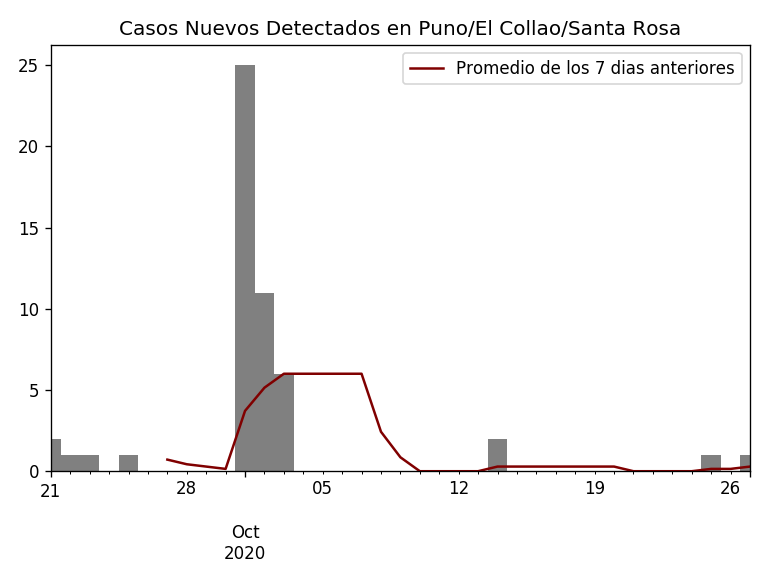 Casos Nuevos Detectados en Puno/El Collao/Santa Rosa
Promedio de los 7 dias anteriores
25
20
15
10
5
0
21 28 05 12 19 26
Oct
2020